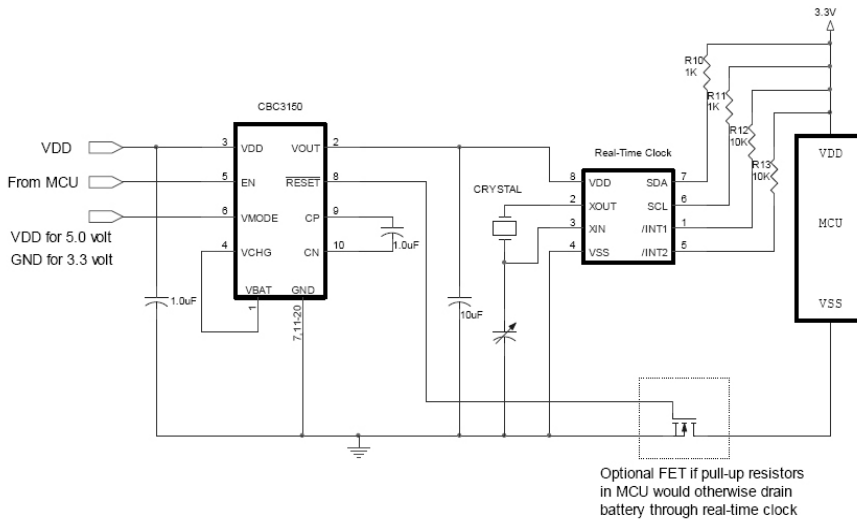 3.3V
R10
1K
R11
1K
R12
10K
R13
10K
CBC3150
VDD
3
VDD
VOUT
2
From MCU
5
EN
RESET
8
6
VMODE
CP
9
VDD for 5.0 volt
GND for 3.3 volt
4
VCHG
CN
10
1.0uF
VBAT
GND
1
7,11-20
1.0uF
10uF
Real-Time Clock
CRYSTAL
8
VDD
SDA
7
2
XOUT
SCL
6
3
XIN
/INT1
1
4
VSS
/INT2
5
VDD
MCU
VSS
Optional FET if pull-up resistors
in MCU would otherwise drain
battery through real-time clock